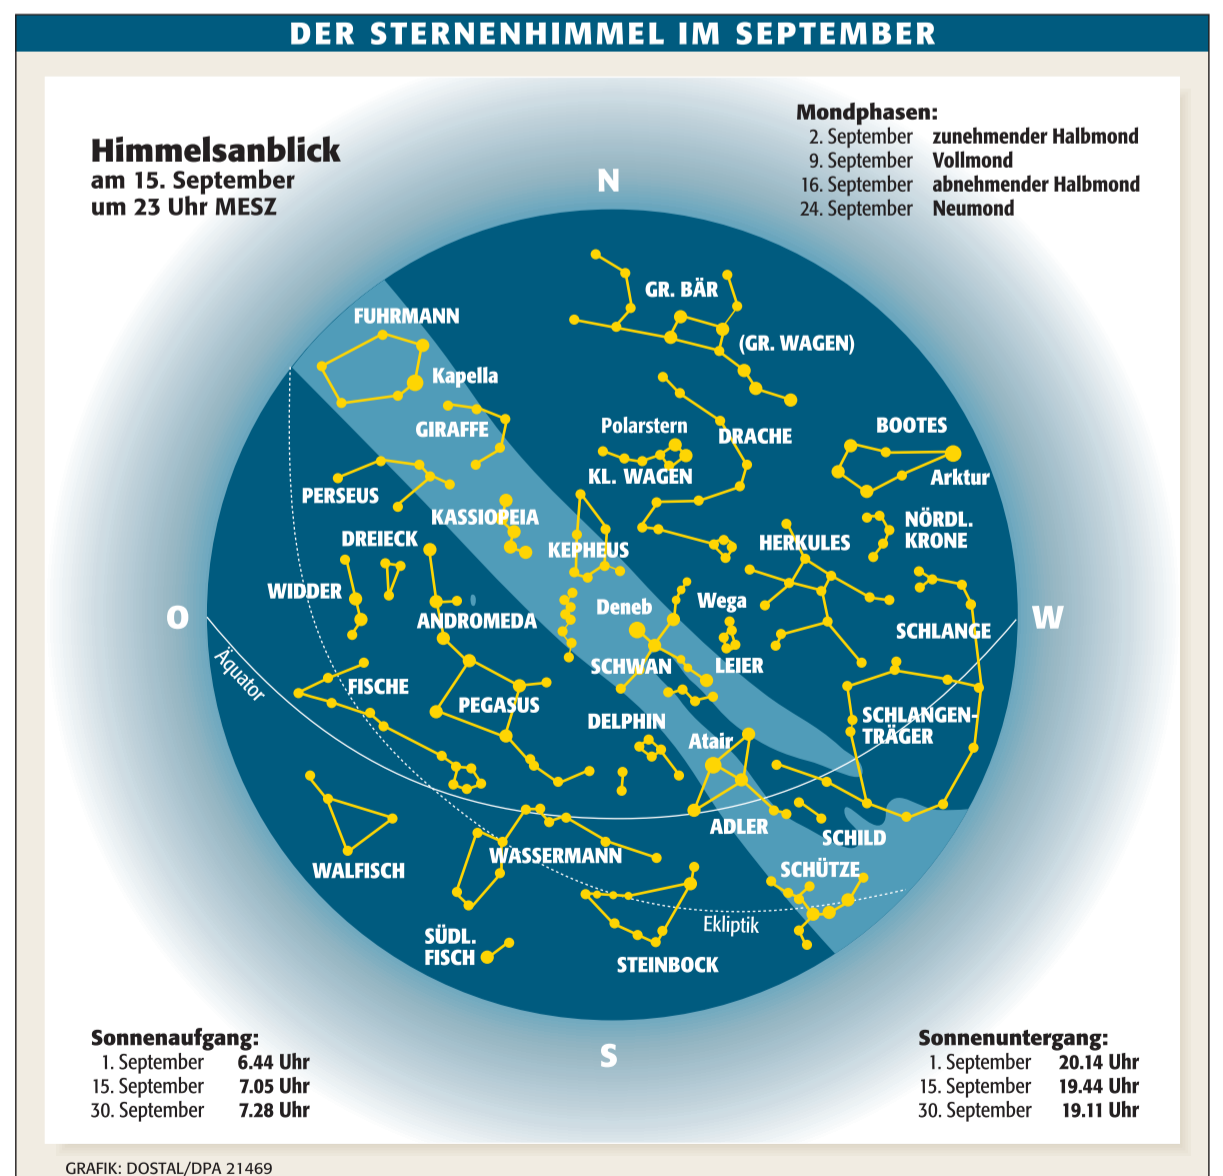 DER STERNENHIMMEL IM SEPTEMBER
Himmelsanblick
am 15. September
um 23 Uhr MESZ
Mondphasen:
2. September zunehmender Halbmond
9. September Vollmond
16. September abnehmender Halbmond
24. September Neumond
N
GR. BÄR
FUHRMANN
(GR. WAGEN)
Kapella
GIRAFFE
Polarstern
DRACHE
BOOTES
KL. WAGEN
Arktur
PERSEUS
KASSIOPEIA
NÖRDL.
KRONE
DREIECK
KEPHEUS
HERKULES
WIDDER
Deneb
Wega
O
ANDROMEDA
SCHLANGE
W
Äquator
SCHWAN
LEIER
FISCHE
PEGASUS
DELPHIN
SCHLANGEN-
TRÄGER
Atair
ADLER
SCHILD
WASSERMANN
WALFISCH
SCHÜTZE
Ekliptik
SÜDL.
FISCH
STEINBOCK
S
Sonnenaufgang:
1. September 6.44 Uhr
15. September 7.05 Uhr
30. September 7.28 Uhr
Sonnenuntergang:
1. September 20.14 Uhr
15. September 19.44 Uhr
30. September 19.11 Uhr
GRAFIK: DOSTAL/DPA 21469